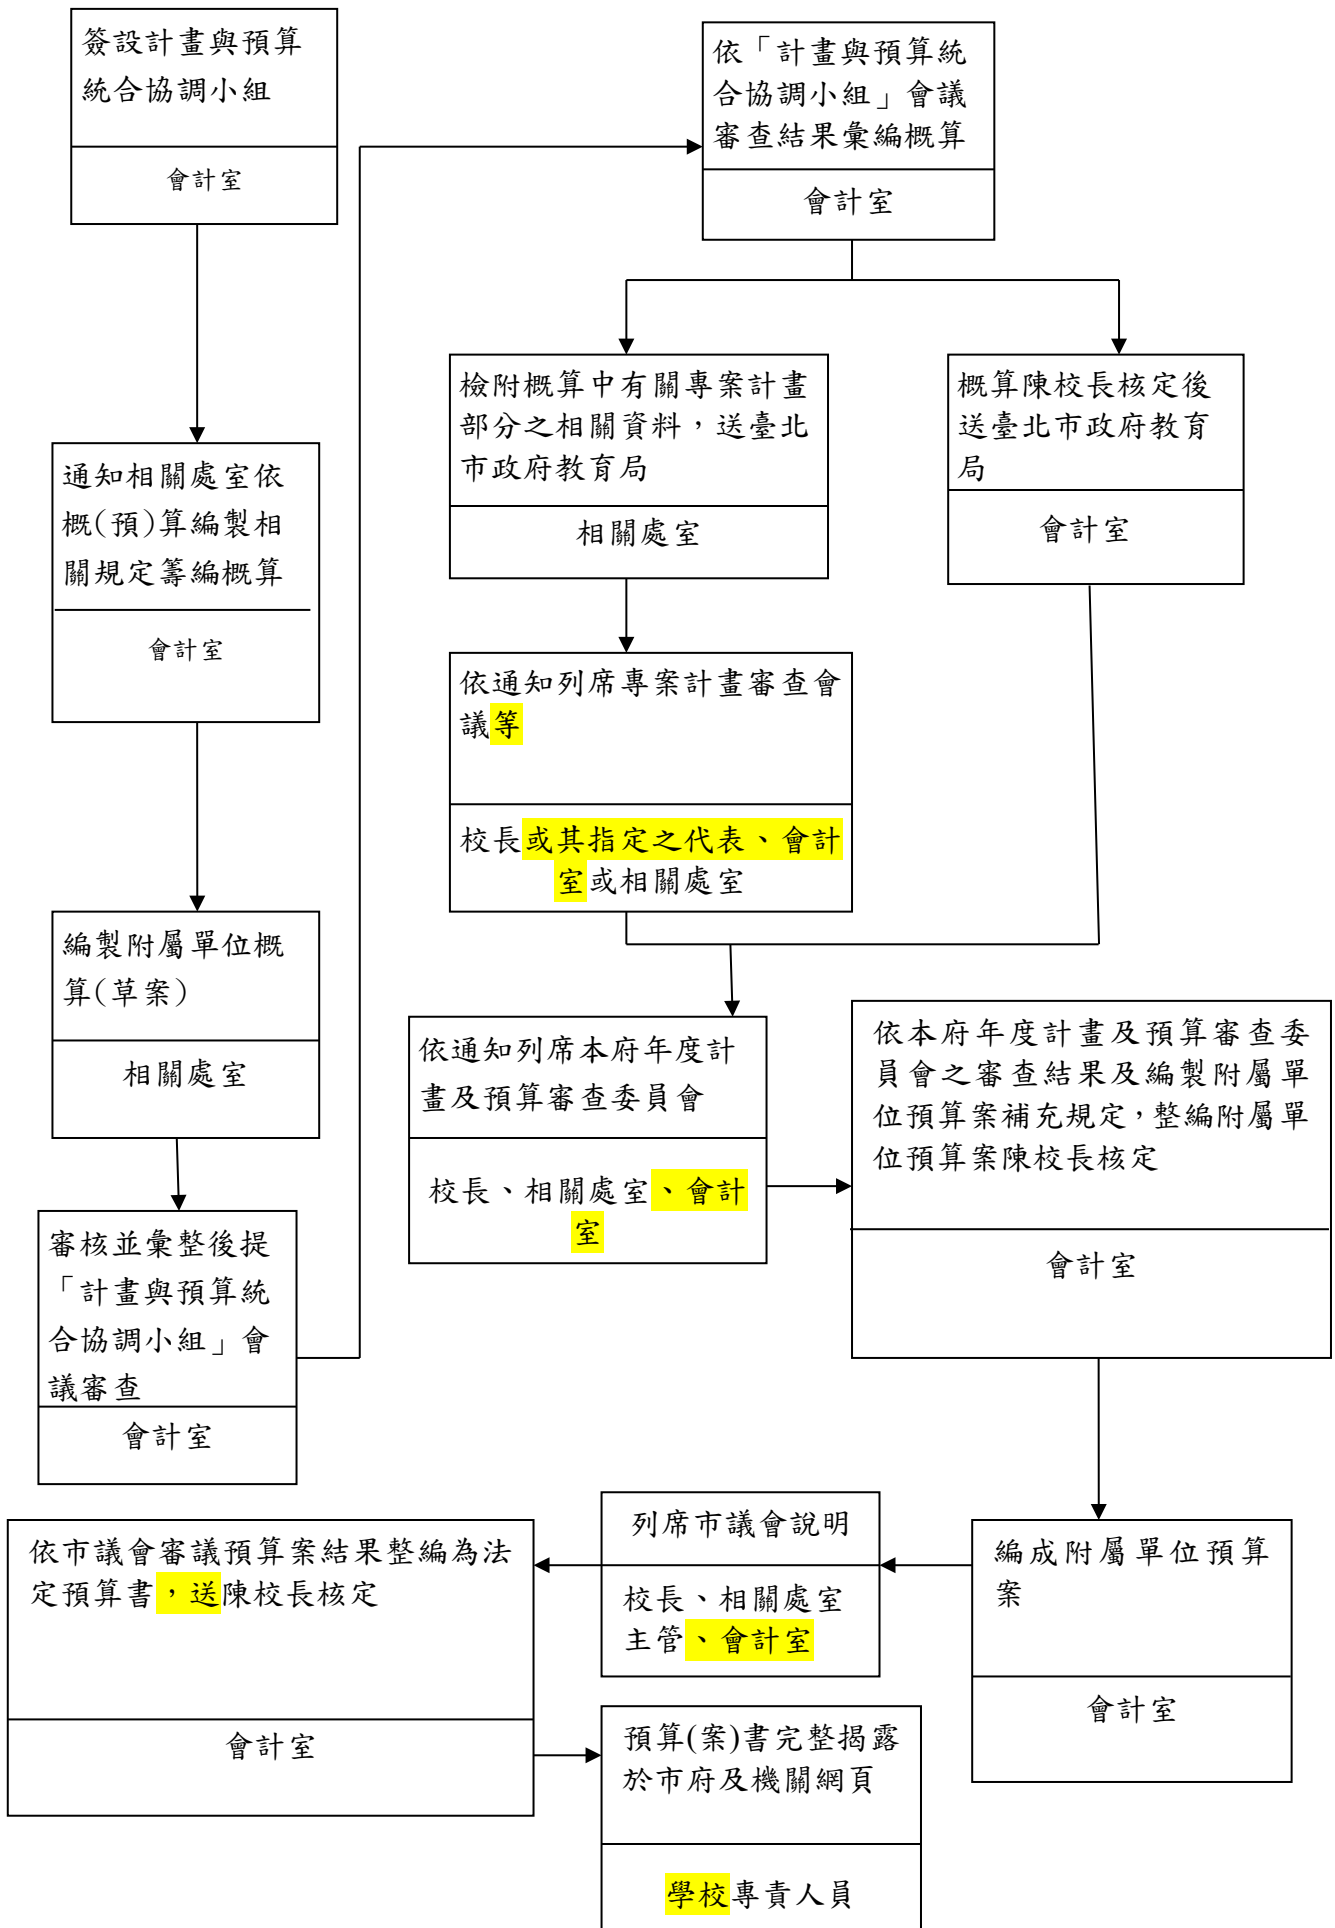 簽設計畫與預算
統合協調小組
會計室
通知相關處室依
概(預)算編製相
關規定籌編概算
會計室
編製附屬單位概
算(草案)
相關處室
審核並彙整後提
「計畫與預算統
合協調小組」會
議審查
會計室
依「計畫與預算統
合協調小組」會議
審查結果彙編概算
會計室
檢附概算中有關專案計畫
部分之相關資料，送臺北
市政府教育局
相關處室
概算陳校長核定後
送臺北市政府教育
局
會計室
依通知列席專案計畫審查會
議等
校長或其指定之代表、會計
室或相關處室
依通知列席本府年度計
畫及預算審查委員會
校長、相關處室、會計
室
依本府年度計畫及預算審查委
員會之審查結果及編製附屬單
位預算案補充規定，整編附屬單
位預算案陳校長核定
會計室
編成附屬單位預算
案
會計室
列席市議會說明
校長、相關處室
主管、會計室
依市議會審議預算案結果整編為法
定預算書，送陳校長核定
會計室
預算(案)書完整揭露
於市府及機關網頁
學校專責人員